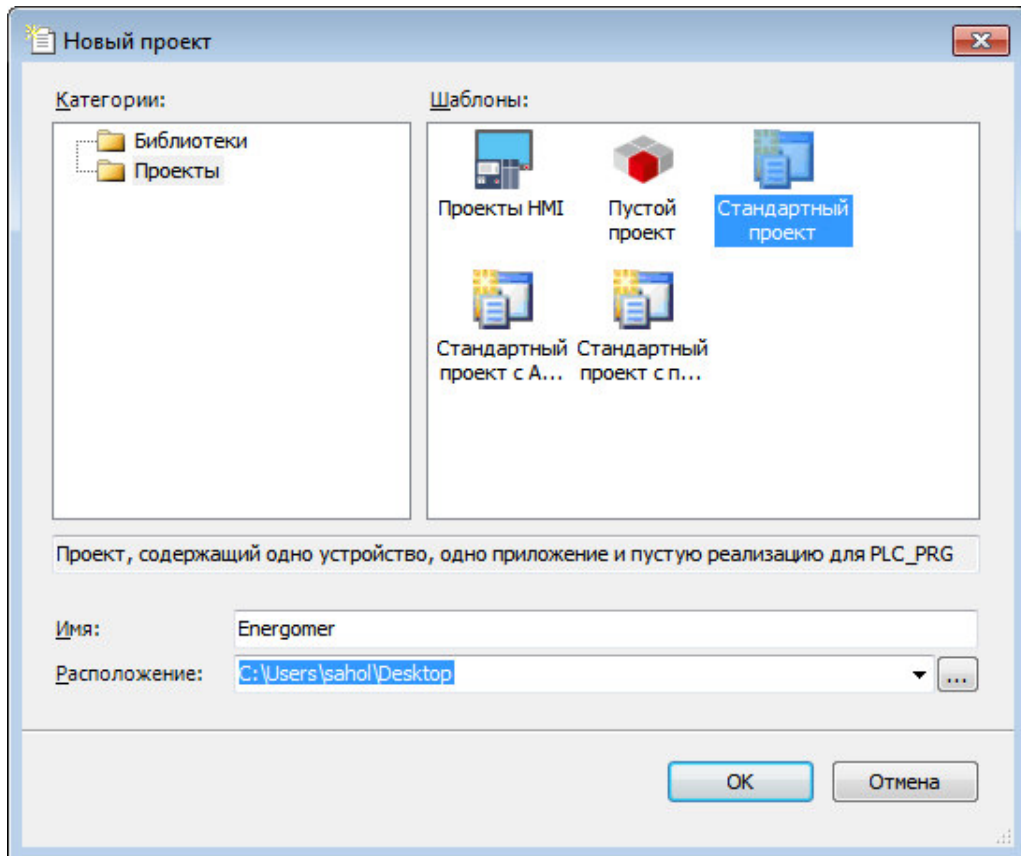 Новый проект
Категории:
Шаблоны:
Библиотеки
Проекты
Проекты HMI
Пустой
проект
Стандартный
проект
Стандартный
проект с A...
Стандартный
проект с п...
Проект, содержащий одно устройство, одно приложение и пустую реализацию для PLC_PRG
Имя:
Energomer
Расположение:
C:\Users\sahol\Desktop
...
OK
Отмена